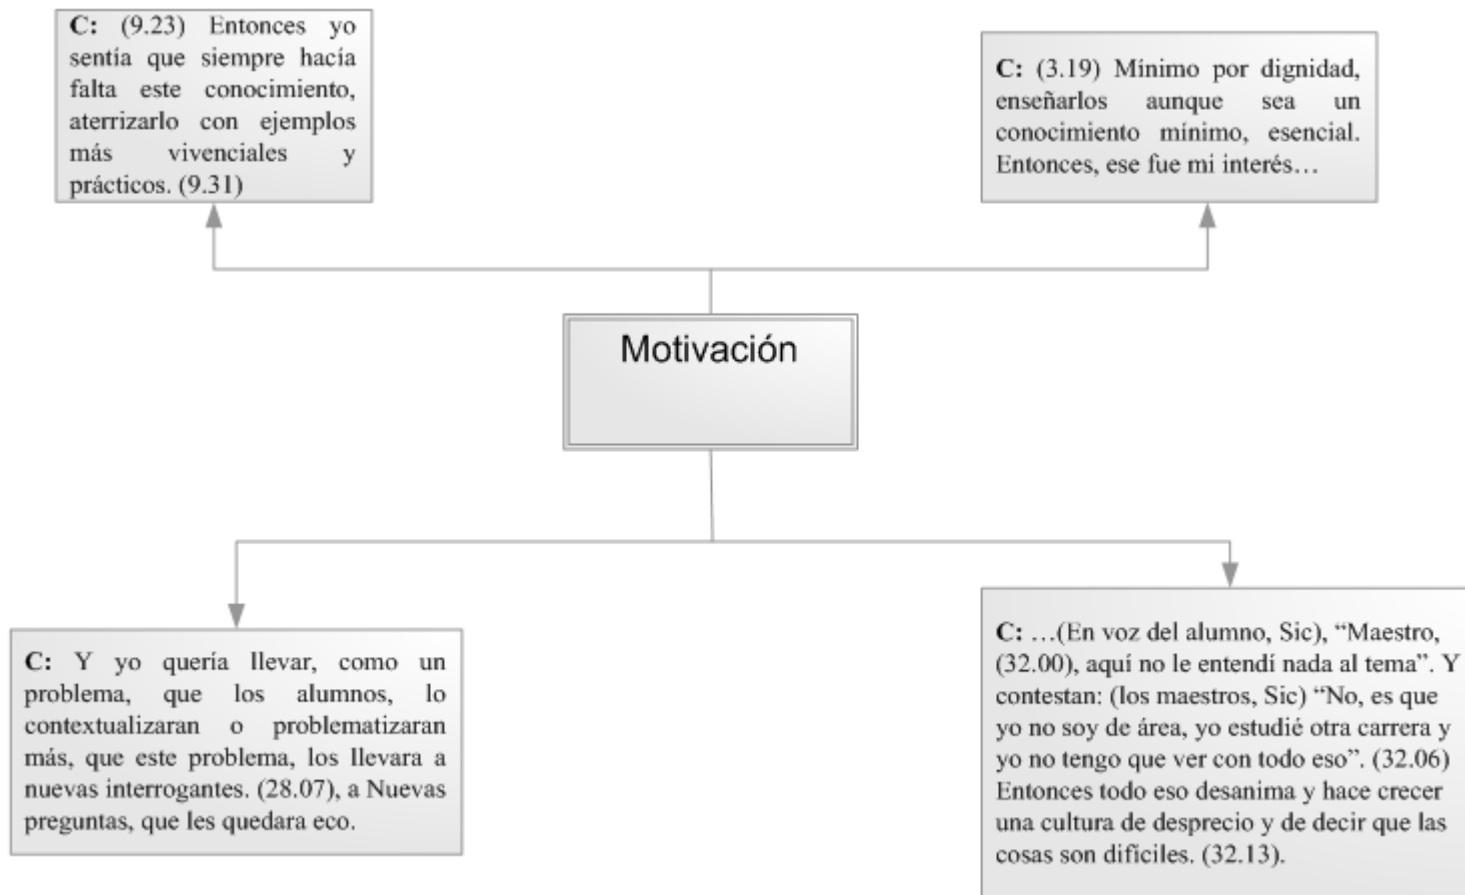 C: (9.23) Entonces yo
sentía que siempre hacía
falta este conocimiento,
aterrizarlo con ejemplos
más vivenciales y
prácticos. (9.31)
C: (3.19) Mínimo por dignidad,
enseñarlos aunque sea un
conocimiento mínimo, esencial.
Entonces, ese fue mi interés…
Motivación
C: Y yo quería llevar, como un
problema, que los alumnos, lo
contextualizaran o problematizaran
más, que este problema, los llevara a
nuevas interrogantes. (28.07), a Nuevas
preguntas, que les quedara eco.
C: …(En voz del alumno, Sic), “Maestro,
(32.00), aquí no le entendí nada al tema”. Y
contestan: (los maestros, Sic) “No, es que
yo no soy de área, yo estudié otra carrera y
yo no tengo que ver con todo eso”. (32.06)
Entonces todo eso desanima y hace crecer
una cultura de desprecio y de decir que las
cosas son difíciles. (32.13).